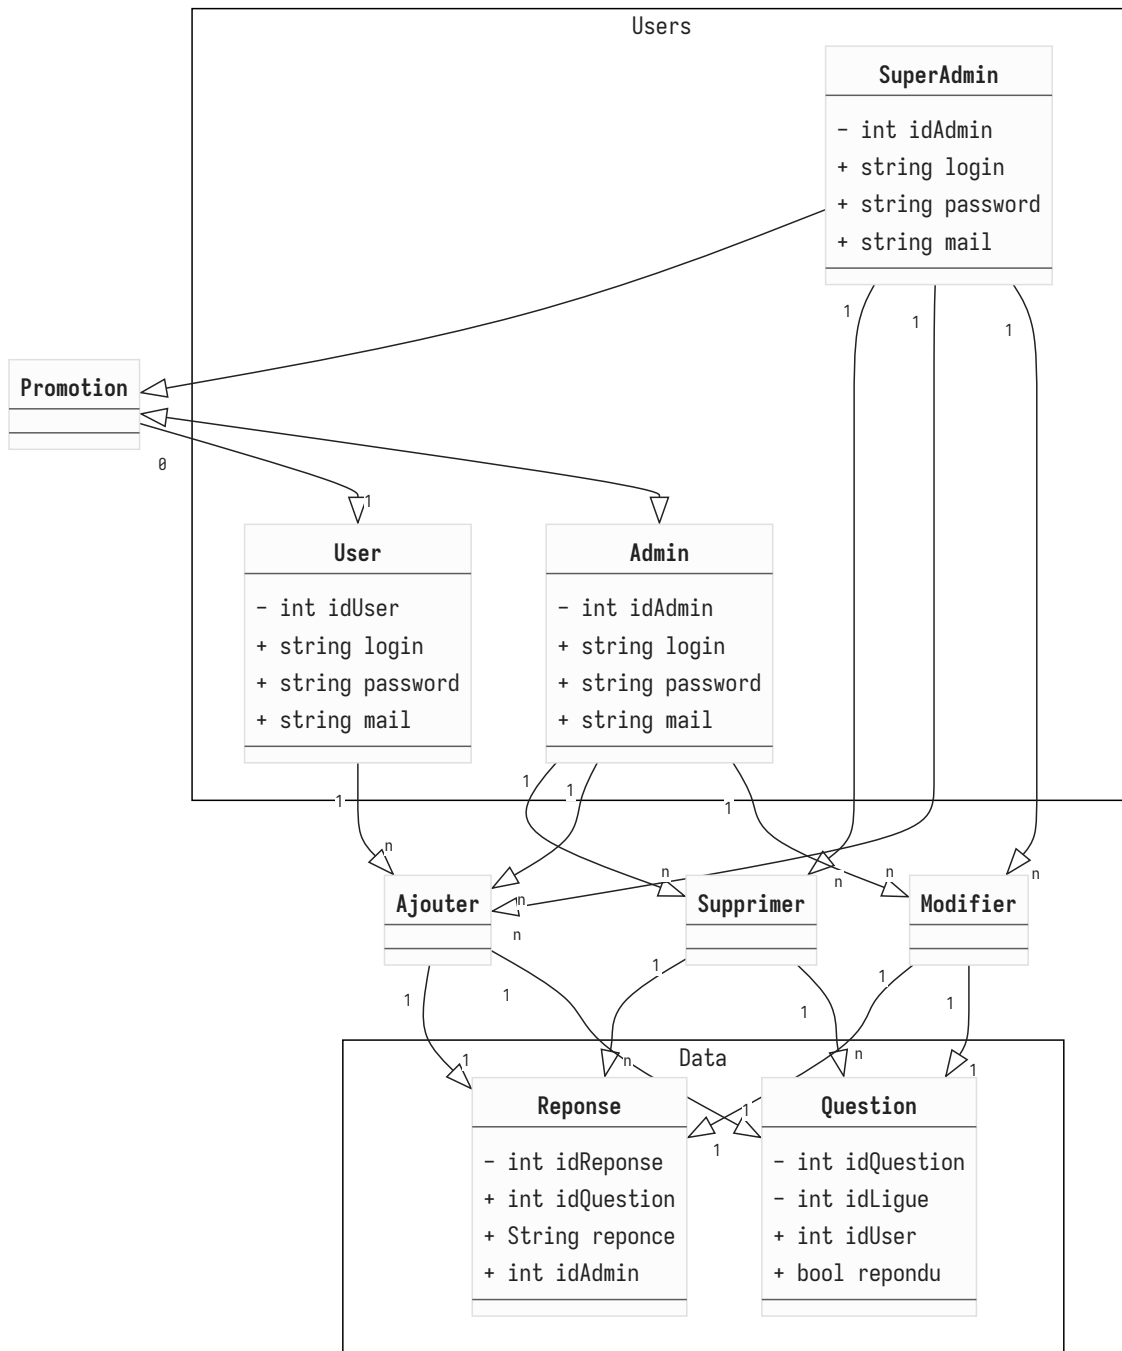 Users
SuperAdmin
- int idAdmin
+ string login
+ string password
+ string mail
1
1
1
Promotion
0
1
User
- int idUser
+ string login
+ string password
+ string mail
Admin
- int idAdmin
+ string login
+ string password
+ string mail
1
1
1
1
n
n
n
n
n
n
n
Ajouter
Supprimer
Modifier
1
1
1
1
1
1
Data
1
n
n
1
1
1
Reponse
- int idReponse
+ int idQuestion
+ String reponce
+ int idAdmin
Question
- int idQuestion
- int idLigue
+ int idUser
+ bool repondu